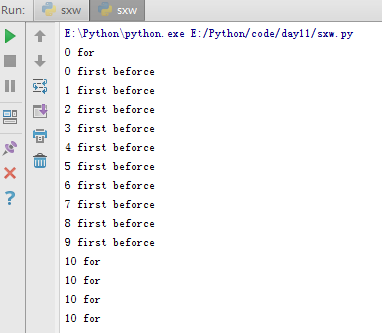 Run: sxw sxw
E:\Python\python.exe E:/Python/code/day11/sxw.py
0 for
0 first beforce
1 first beforce
2 first beforce
3 first beforce
4 first beforce
5 first beforce
6 first beforce
7 first beforce
8 first beforce
9 first beforce
10 for
10 for
10 for
10 for